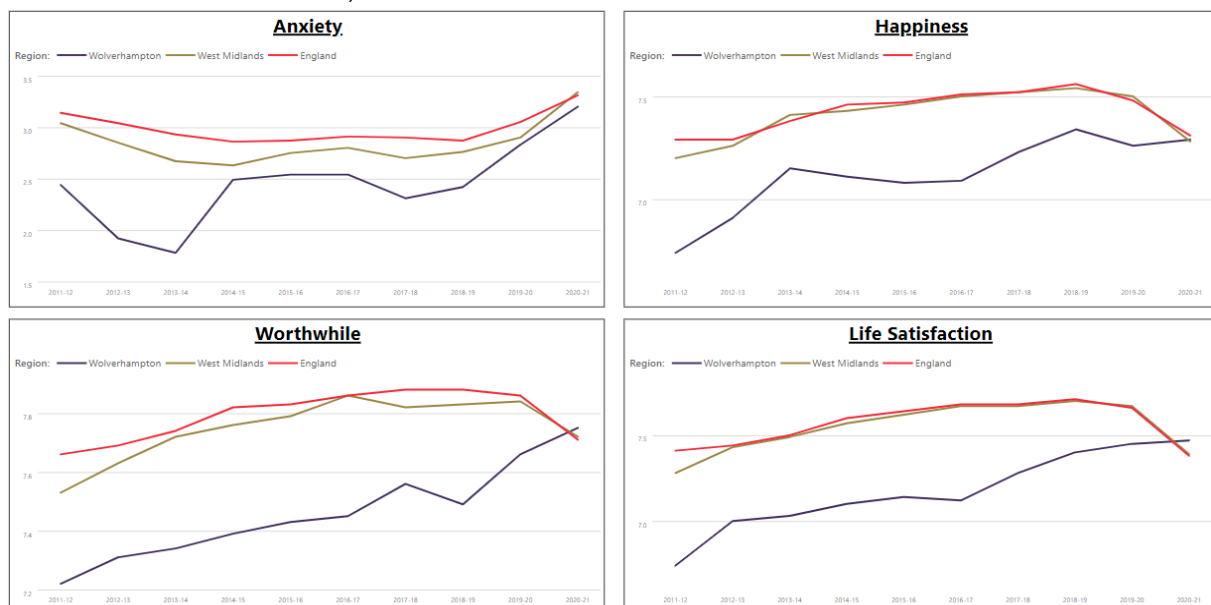 Anxiety
Region: Wolverhampton West Midlands England
3.5
3.0
2.5
2.0
1.5
2011-12 2012-13 2013-14 2014-15 2015-16 2016-17 2017-18 2018-19 2019-20 2020-21
Happiness
Region: Wolverhampton West Midlands England
7.5
7.0
2011-12 2012-13 2013-14 2014-15 2015-16 2016-17 2017-18 2018-19 2019-20 2020-21
Worthwhile
Region: Wolverhampton West Midlands England
7.8
7.6
7.4
7.2
2011-12 2012-13 2013-14 2014-15 2015-16 2016-17 2017-18 2018-19 2019-20 2020-21
Life Satisfaction
Region: Wolverhampton West Midlands England
7.5
7.0
2011-12 2012-13 2013-14 2014-15 2015-16 2016-17 2017-18 2018-19 2019-20 2020-21